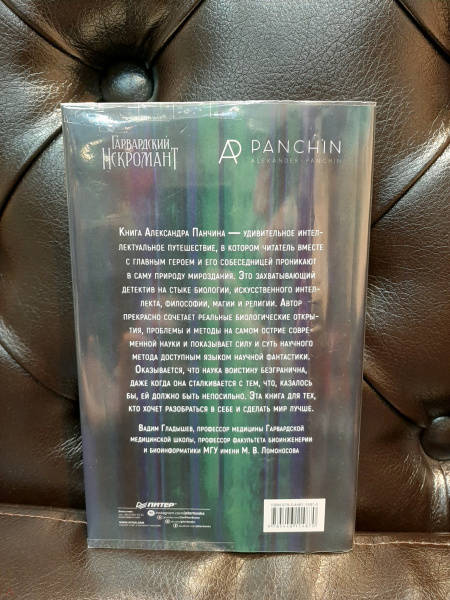 ГАРВАРДСКИЙ
НЕКРОМАНТ
PANCHIN
ALEXANDER PANCHIN
КНИГА АЛЕКСАНДРА ПАНЧИНА — УДИВИТЕЛЬНОЕ ИНТЕЛ-
ЛЕКТУАЛЬНОЕ ПУТЕШЕСТВИЕ, В КОТОРОМ ЧИТАТЕЛЬ ВМЕСТЕ
С ГЛАВНЫМ ГЕРОЕМ И ЕГО СОБЕСЕДНИЦЕЙ ПРОНИКАЮТ
В САМУ ПРИРОДУ МИРОЗДАНИЯ. ЭТО ЗАХВАТЫВАЮЩИЙ
ДЕТЕКТИВ НА СТЫКЕ БИОЛОГИИ, ИСКУССТВЕННОГО ИНТЕЛ-
ЛЕКТА, ФИЛОСОФИИ, МАГИИ И РЕЛИГИИ. АВТОР
ПРЕКРАСНО СОЧЕТАЕТ РЕАЛЬНЫЕ БИОЛОГИЧЕСКИЕ ОТКРЫ-
ТИЯ, ПРОБЛЕМЫ И МЕТОДЫ НА САМОМ ОСТРИЕ СОВРЕ-
МЕННОЙ НАУКИ И ПОКАЗЫВАЕТ СИЛУ И СУТЬ НАУЧНОГО
МЕТОДА ДОСТУПНЫМ ЯЗЫКОМ НАУЧНОЙ ФАНТАСТИКИ.
ОКАЗЫВАЕТСЯ, ЧТО НАУКА ВОИСТИНУ БЕЗГРАНИЧНА,
ДАЖЕ КОГДА ОНА СТАЛКИВАЕТСЯ С ТЕМ, ЧТО, КАЗАЛОСЬ
БЫ, ЕЙ ДОЛЖНО БЫТЬ НЕПОСИЛЬНО. ЭТА КНИГА ДЛЯ ТЕХ,
КТО ХОЧЕТ РАЗОБРАТЬСЯ В СЕБЕ И СДЕЛАТЬ МИР ЛУЧШЕ.
ВАДИМ ГЛАДЫШЕВ, ПРОФЕССОР МЕДИЦИНЫ ГАРВАРДСКОЙ
МЕДИЦИНСКОЙ ШКОЛЫ, ПРОФЕССОР ФАКУЛЬТЕТА БИОИНЖЕНЕРИИ
И БИОИНФОРМАТИКИ МГУ ИМЕНИ М. В. ЛОМОНОСОВА
ПИТЕР